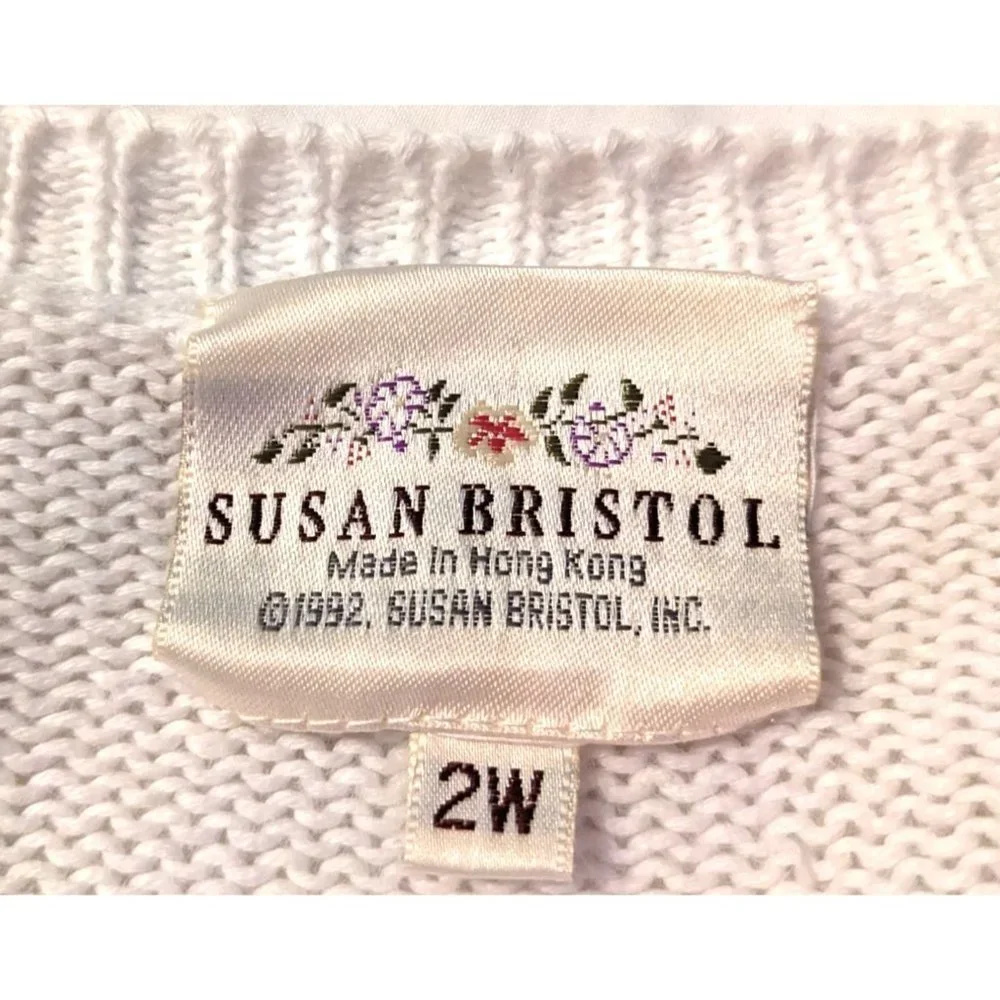 SUSAN BRISTOL
Made in Hong Kong
©1992, SUSAN BRISTOL, INC.
2W